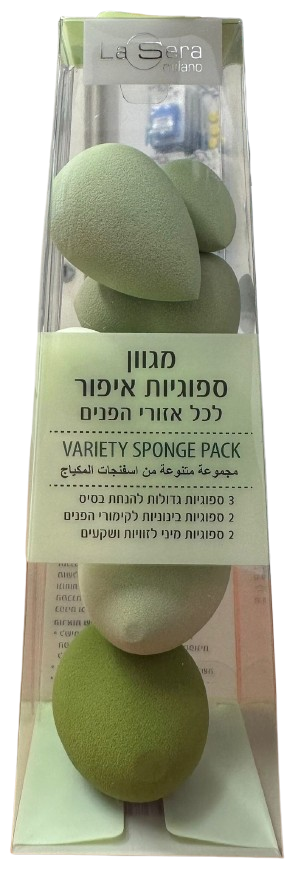 La Sera
milano
מגוון
ספוגיות איפור
לכל אזורי הפנים
VARIETY SPONGE PACK
مجموعة متنوعة من اسفنجات المكياج
3 ספוגיות גדולות להנחת בסיס
2 ספוגיות בינוניות לקימורי הפנים
2 ספוגיות מיני לזוויות ושקעים